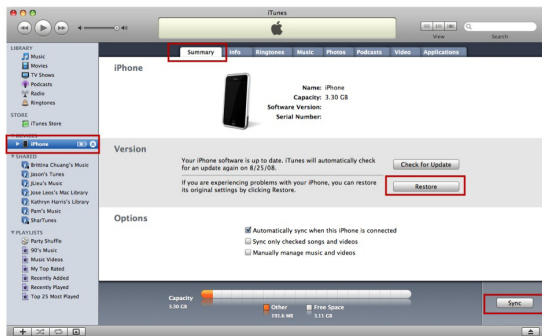 iTunes
View
Search
LIBRARY
Music
Movies
TV Shows
Podcasts
Radio
Ringtones
STORE
iTunes Store
DEVICES
iPhone
SHARED
Brittina Chuang's Music
Jason's Tunes
JLieu's Music
Jose Leos's Mac Library
Kathryn Harris's Library
Pam's Music
SharTunes
PLAYLISTS
Party Shuffle
90's Music
Music Videos
My Top Rated
Recently Added
Recently Played
Top 25 Most Played
Summary Info Ringtones Music Photos Podcasts Video Applications
iPhone
Name: iPhone
Capacity: 3.30 GB
Software Version:
Serial Number:
Version
Your iPhone software is up to date. iTunes will automatically check
for an update again on 8/25/08.
Check for Update
If you are experiencing problems with your iPhone, you can restore
its original settings by clicking Restore.
Restore
Options
Automatically sync when this iPhone is connected
Sync only checked songs and videos
Manually manage music and videos
Capacity
3.30 GB
Other
193.6 MB
Free Space
3.11 GB
Sync